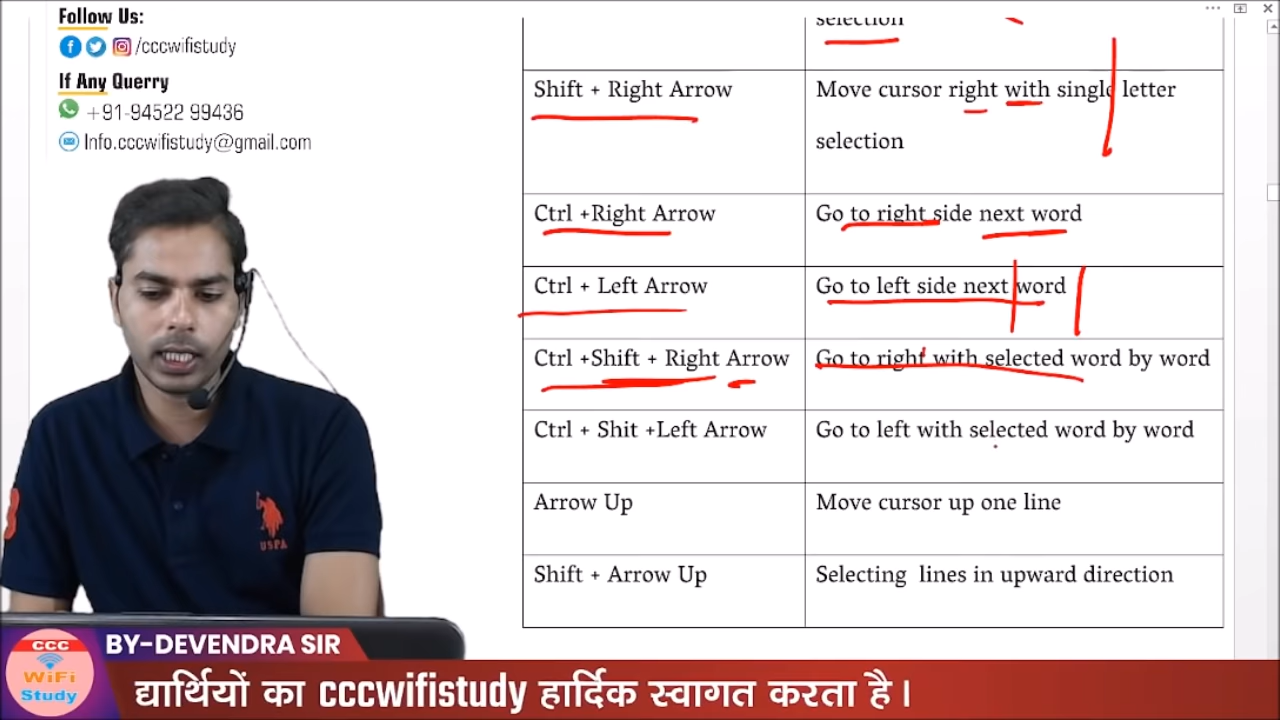 Follow Us:
/cccwifistudy
If Any Querry
+91-94522 99436
Info.cccwifistudy@gmail.com
selection
Shift + Right Arrow
Move cursor right with single letter
selection
Ctrl +Right Arrow
Go to right side next word
Ctrl + Left Arrow
Go to left side next word
Ctrl +Shift + Right Arrow
Go to right with selected word by word
Ctrl + Shit +Left Arrow
Go to left with selected word by word
Arrow Up
Move cursor up one line
Shift + Arrow Up
Selecting lines in upward direction
USPA
CCC
WiFi
Study
BY-DEVENDRA SIR
द्यार्थियों का cccwifistudy हार्दिक स्वागत करता है।